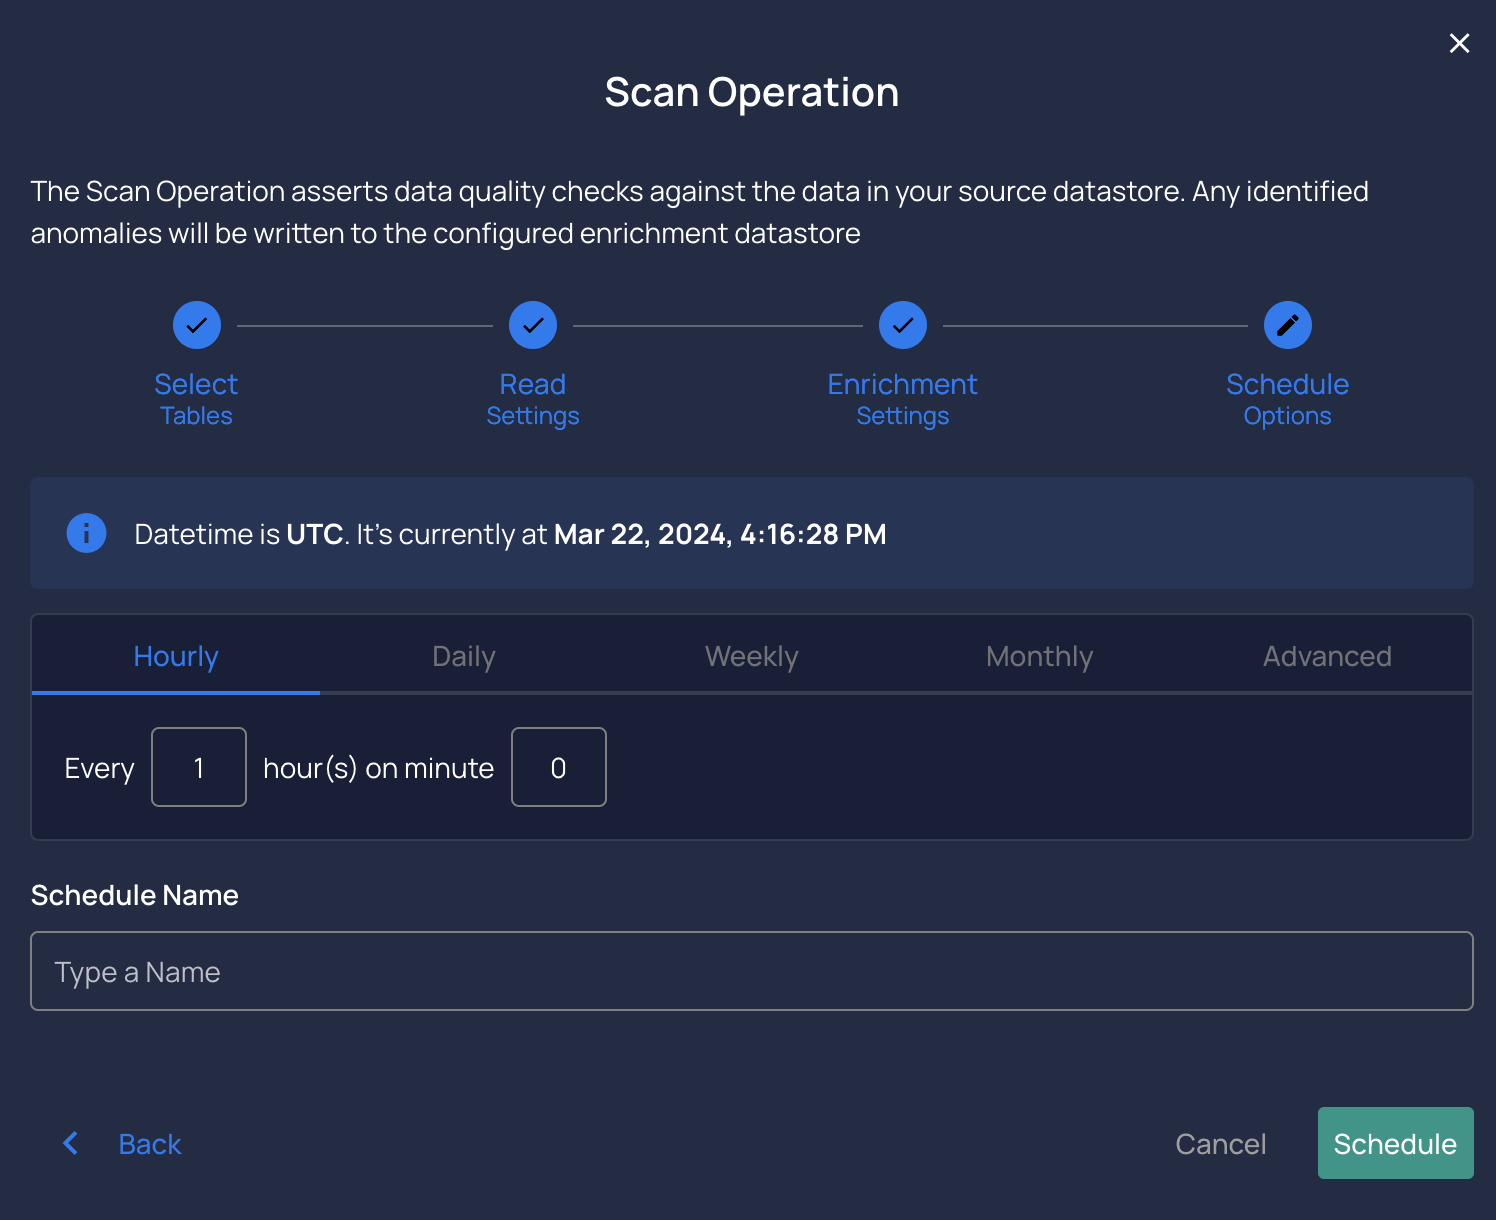 Scan Operation
The Scan Operation asserts data quality checks against the data in your source datastore. Any identified
anomalies will be written to the configured enrichment datastore
Select Read Enrichment Schedule
Tables Settings Settings Options
Datetime is UTC. It's currently at Mar 22, 2024, 4:16:28 PM
Hourly Daily Weekly Monthly Advanced
Every 1 hour(s) on minute 0
Schedule Name
Type a Name
Back Cancel Schedule